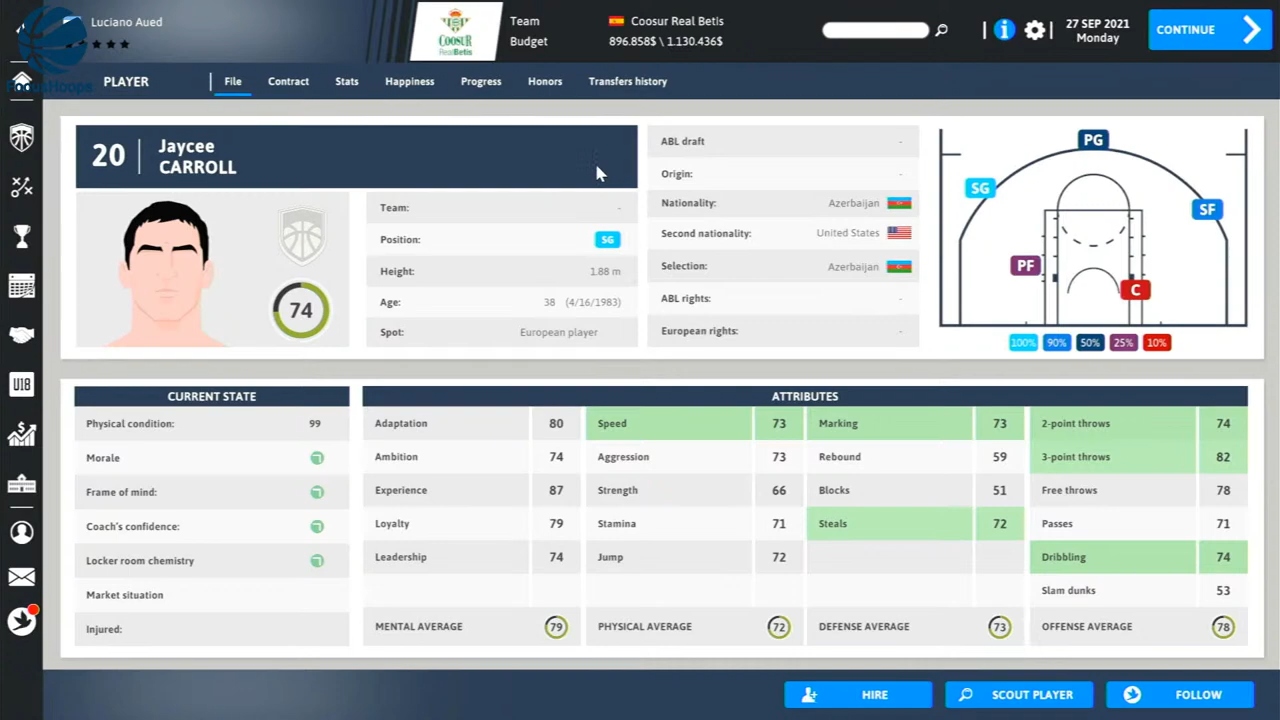 Luciano Aued
COOSUR
Real Betis
Team
Budget
Coosur Real Betis
896.858$ \ 1.130.436$
27 SEP 2021
Monday
CONTINUE
PLAYER
File
Contract
Stats
Happiness
Progress
Honors
Transfers history
20
Jaycee
CARROLL
74
Team: -
Position: SG
Height: 1.88 m
Age: 38 (4/16/1983)
Spot: European player
ABL draft -
Origin: -
Nationality: Azerbaijan
Second nationality: United States
Selection: Azerbaijan
ABL rights: -
European rights: -
PG
SG
SF
PF
C
100% 90% 50% 25% 10%
U18
CURRENT STATE
Physical condition: 99
Morale
Frame of mind:
Coach's confidence:
Locker room chemistry
Market situation
Injured:
ATTRIBUTES
Adaptation 80 Speed 73 Marking 73 2-point throws 74
Ambition 74 Aggression 73 Rebound 59 3-point throws 82
Experience 87 Strength 66 Blocks 51 Free throws 78
Loyalty 79 Stamina 71 Steals 72 Passes 71
Leadership 74 Jump 72 Dribbling 74
Slam dunks 53
MENTAL AVERAGE 79 PHYSICAL AVERAGE 72 DEFENSE AVERAGE 73 OFFENSE AVERAGE 78
HIRE
SCOUT PLAYER
FOLLOW